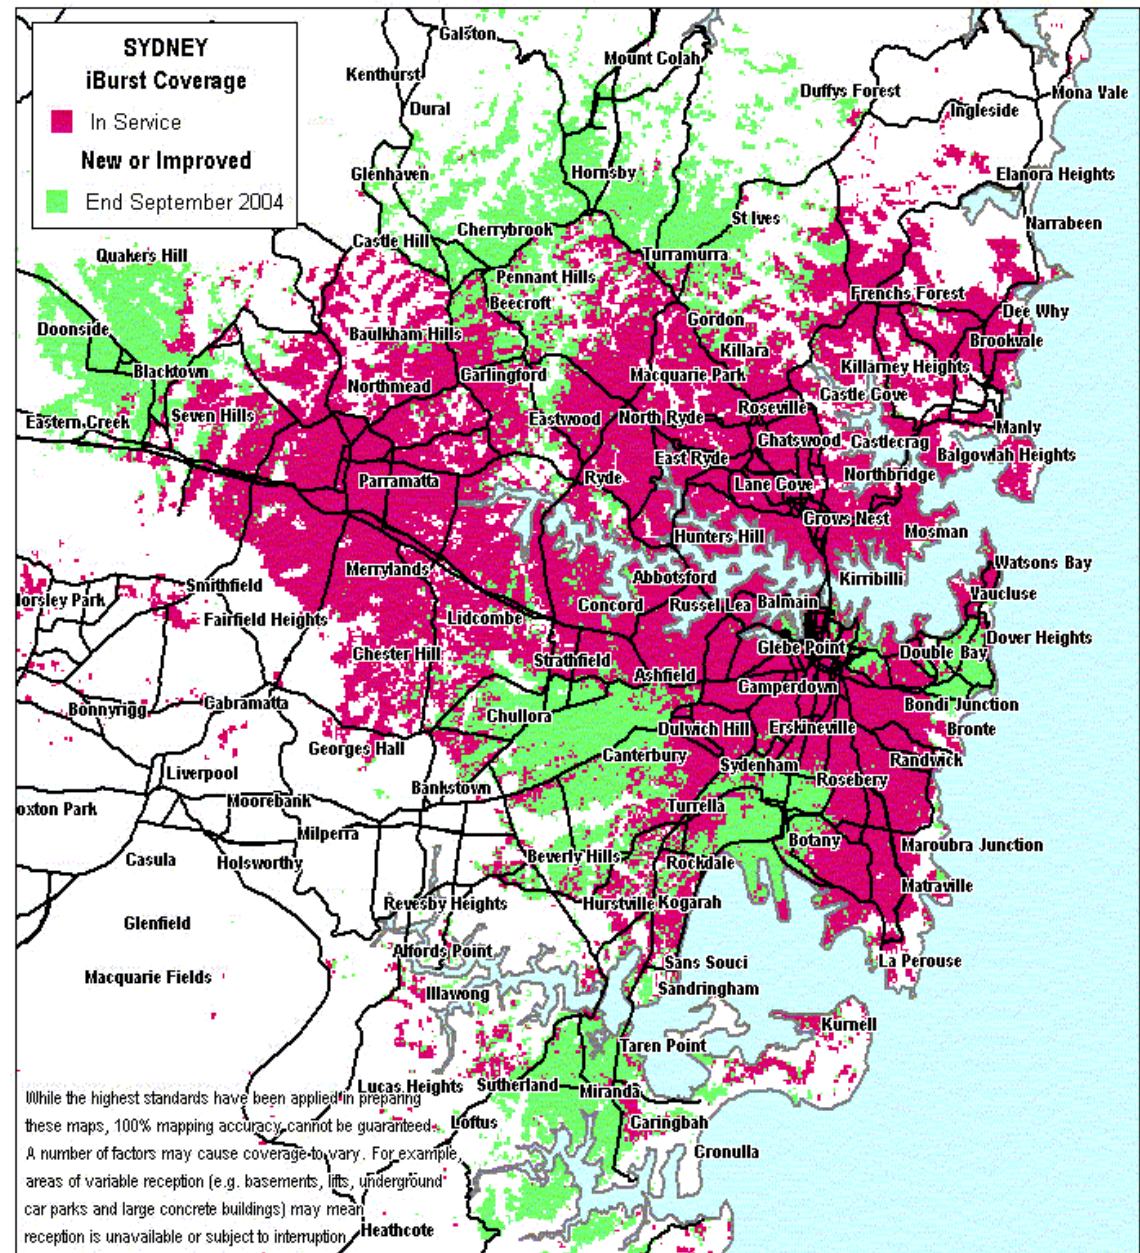 SYDNEY
iBurst Coverage
In Service
New or Improved
End September 2004
Galston
Mount Colah
Kenthurst
Duffys Forest
Mona Vale
Dural
Ingleside
Glenhaven
Hornsby
Elanora Heights
St Ives
Narrabeen
Cherrybrook
Castle Hill
Quakers Hill
Turramurra
Pennant Hills
Frenchs Forest
Beecroft
Dee Why
Gordon
Doonside
Baulkham Hills
Brookvale
Killara
Killarney Heights
Blacktown
Carlingford
Macquarie Park
Northmead
Castle Cove
Roseville
Seven Hills
Eastwood
North Ryde
Eastern Creek
Manly
Chatswood
Castlecrag
Balgowlah Heights
East Ryde
Northbridge
Parramatta
Ryde
Lane Cove
Crows Nest
Mosman
Hunters Hill
Watsons Bay
Merrylands
Abbotsford
Kirribilli
Smithfield
Vaucluse
Horsley Park
Concord
Russel Lea
Balmain
Fairfield Heights
Lidcombe
Dover Heights
Glebe Point
Double Bay
Chester Hill
Strathfield
Ashfield
Camperdown
Cabramatta
Bonnyrigg
Bondi Junction
Chullora
Dulwich Hill
Erskineville
Bronte
Georges Hall
Canterbury
Randwick
Sydenham
Liverpool
Rosebery
Bankstown
Moorebank
oxton Park
Turrella
Milperra
Botany
Maroubra Junction
Casula
Holsworthy
Beverly Hills
Rockdale
Matraville
Revesby Heights
Hurstville
Kogarah
Glenfield
Alfords Point
La Perouse
Sans Souci
Macquarie Fields
Sandringham
Illawong
Kurnell
Taren Point
Lucas Heights
Sutherland
Miranda
Loftus
Caringbah
Cronulla
While the highest standards have been applied in preparing
these maps, 100% mapping accuracy cannot be guaranteed.
A number of factors may cause coverage to vary. For example,
areas of variable reception (e.g. basements, lifts, underground
car parks and large concrete buildings) may mean
reception is unavailable or subject to interruption.
Heathcote